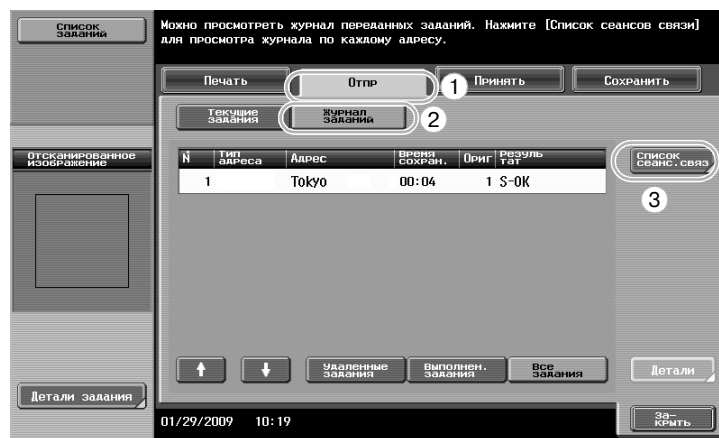 Список заданий
Можно просмотреть журнал переданных заданий. Нажмите [Список сеансов связи]
для просмотра журнала по каждому адресу.
Печать
Отпр
1
Принять
Сохранить
Текущие задания
Журнал заданий
2
Отсканированное изображение
N
Тип адреса
Адрес
Время сохран.
Ориг
Резуль тат
Список сеанс.связ
1 Tokyo 00:04 1 S-OK
3
Удаленные задания
Выполнен. задания
Все задания
Детали
Детали задания
01/29/2009 10:19
За- крыть